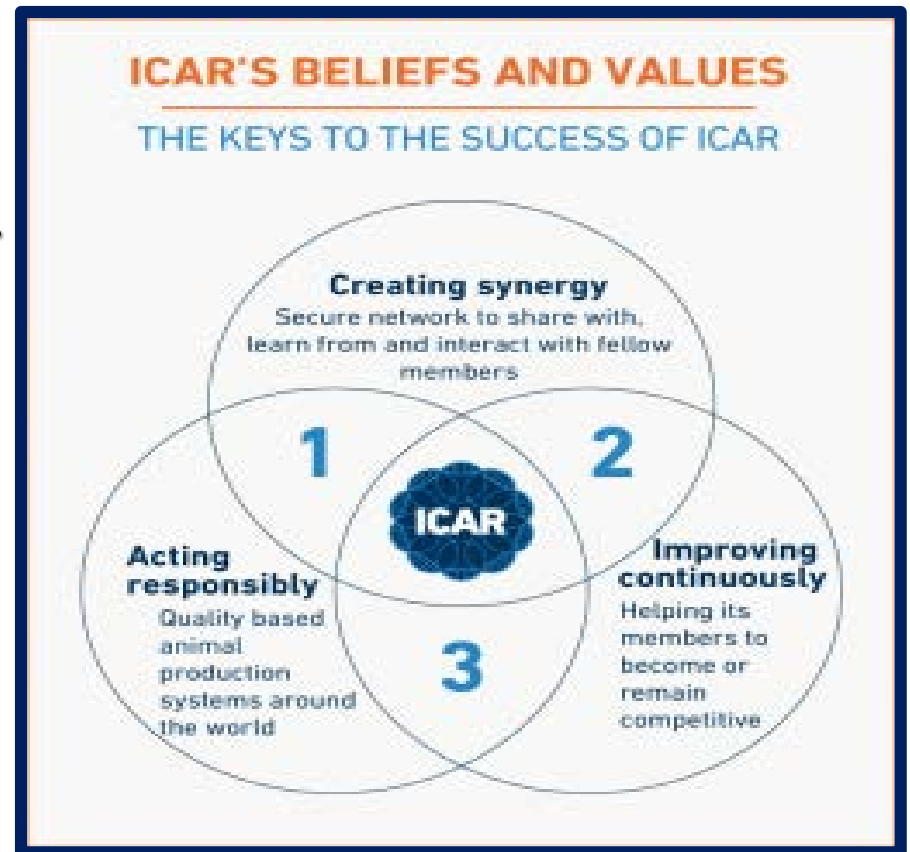 ICAR'S BELIEFS AND VALUES
THE KEYS TO THE SUCCESS OF ICAR
Creating synergy
Secure network to share with,
learn from and interact with fellow
members
1
2
ICAR
Acting
responsibly
Quality based
animal
production
systems around
the world
Improving
continuously
Helping its
members to
become or
remain
competitive
3